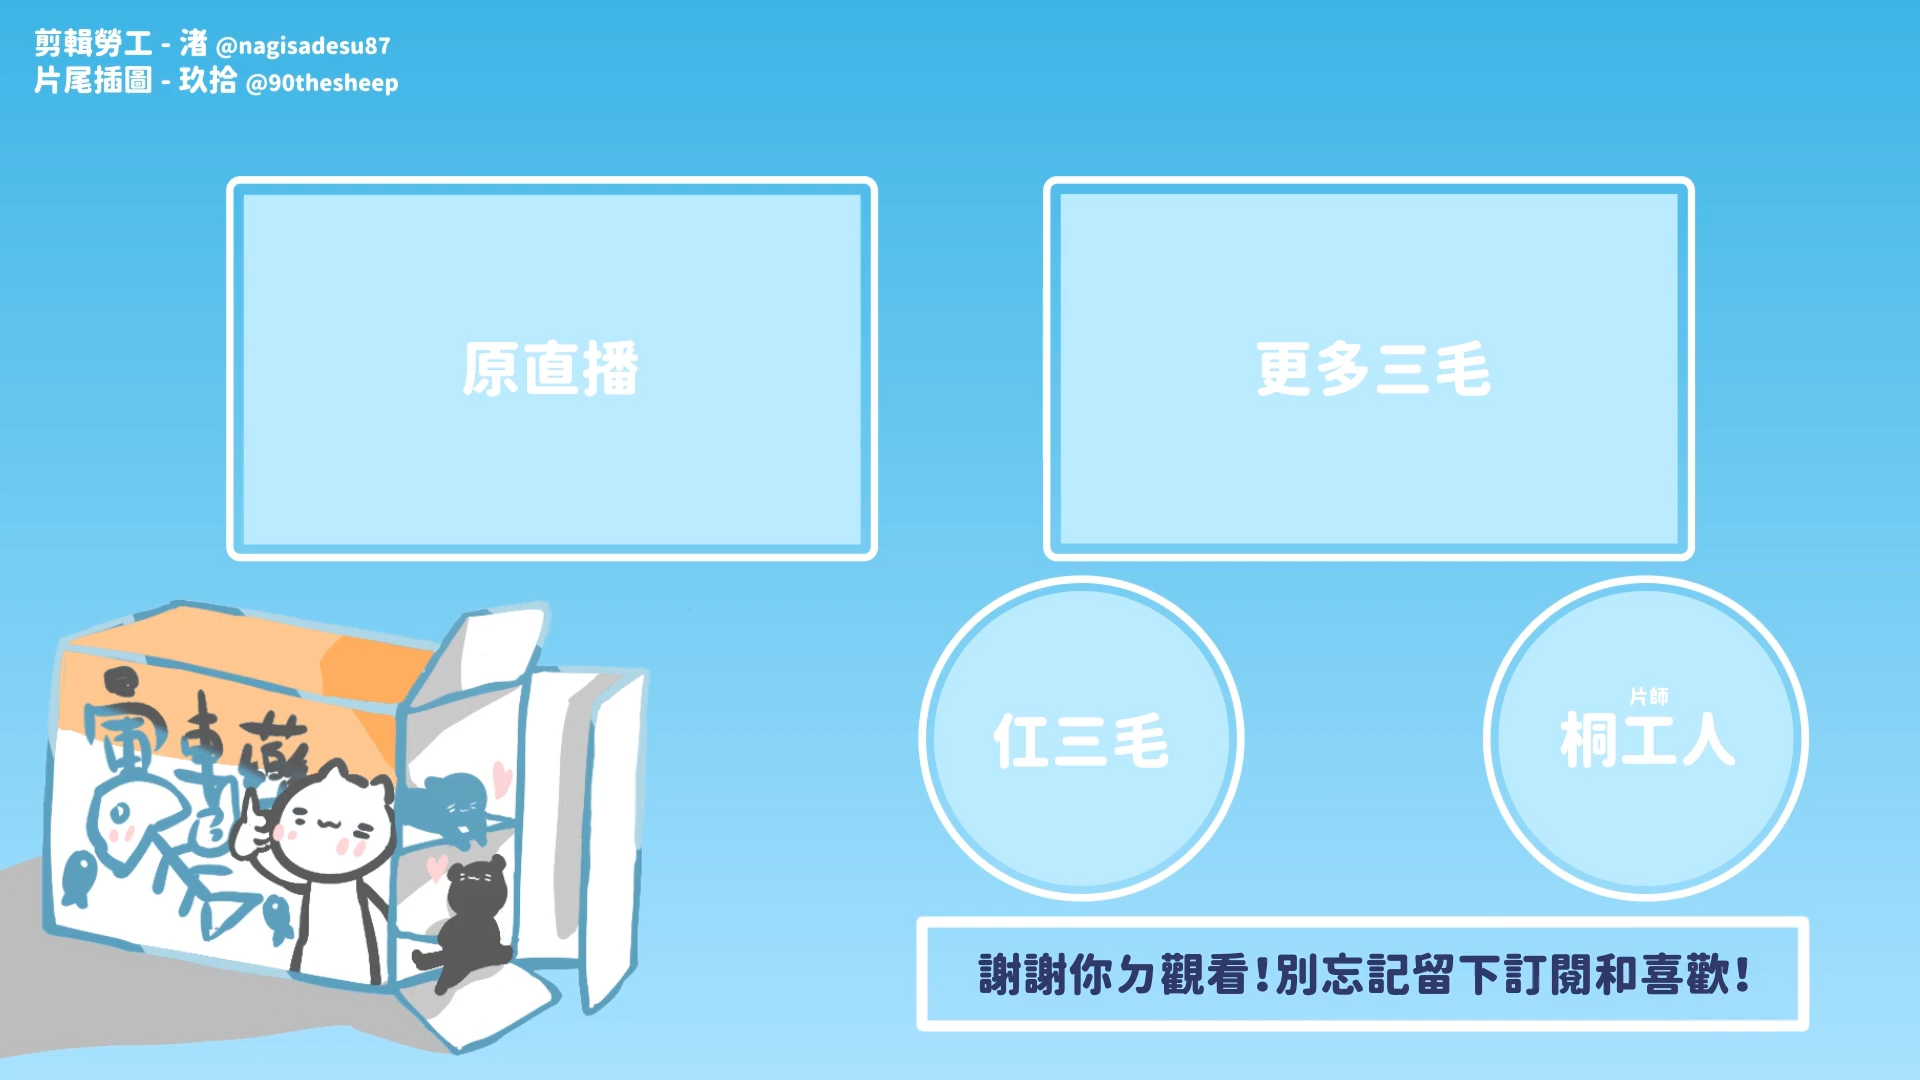 剪輯勞工 - 渚 @nagisadesu87
片尾插圖 - 玖拾 @90thesheep
原直播
更多三毛
仜三毛
片師
桐工人
謝謝你ㄉ觀看!別忘記留下訂閱和喜歡!